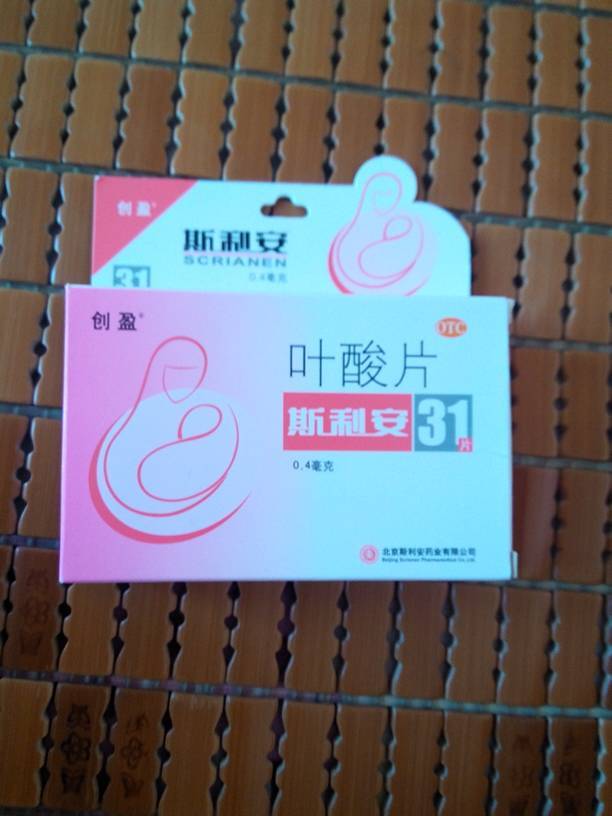 创盈®
斯利安
SCRIANEN
0.4毫克
31
创盈®
OTC
叶酸片
斯利安 31片
0.4毫克
北京斯利安药业有限公司
Beijing Scrianen Pharmaceutical Co., Ltd.